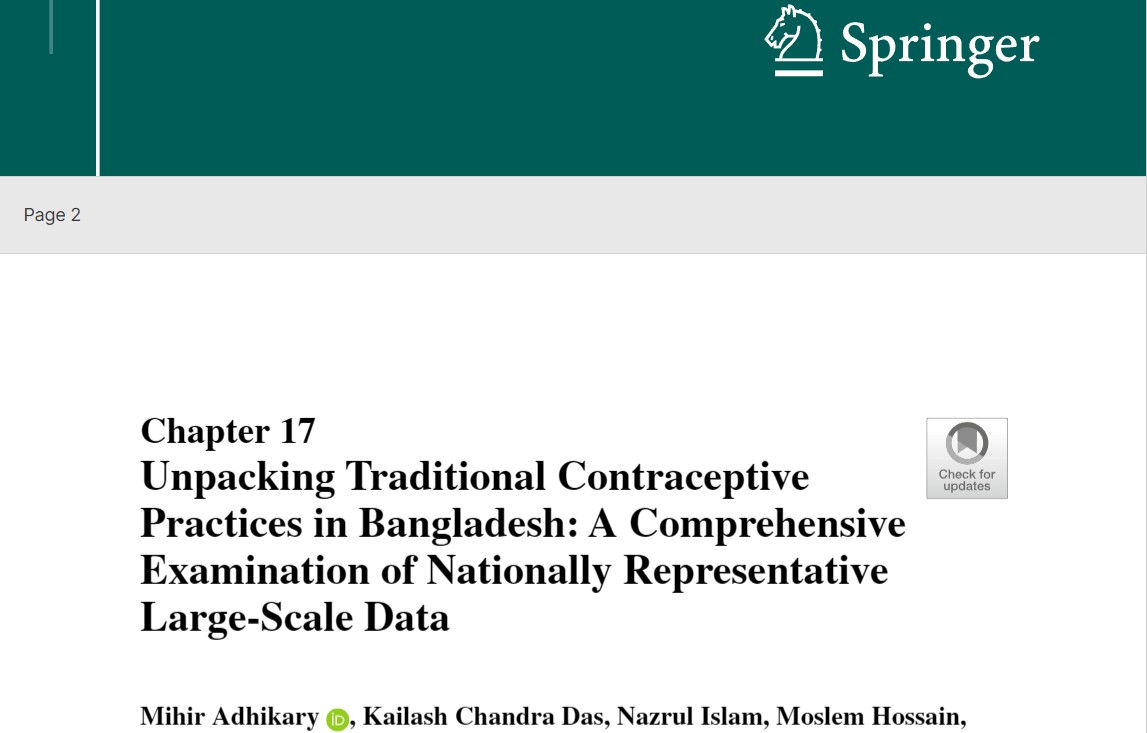 Springer
Page 2
Chapter 17
Unpacking Traditional Contraceptive
Practices in Bangladesh: A Comprehensive
Examination of Nationally Representative
Large-Scale Data
Check for
updates
Mihir Adhikary iD, Kailash Chandra Das, Nazrul Islam, Moslem Hossain,